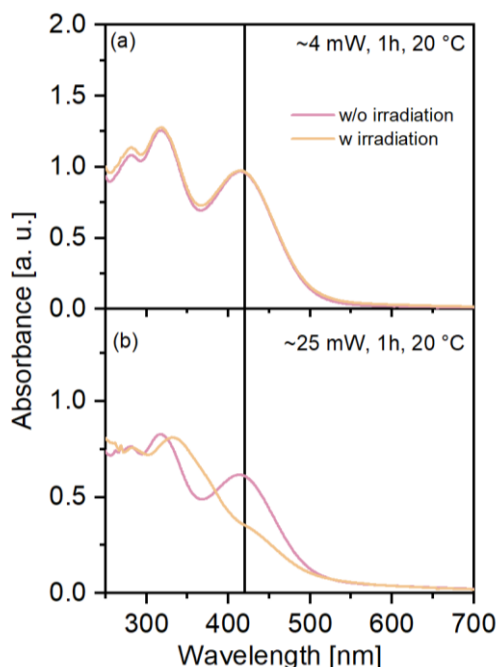 2.0
(a)
~4 mW, 1h, 20 °C
1.5
w/o irradiation
w irradiation
1.0
0.5
0.0
Absorbance [a. u.]
(b)
~25 mW, 1h, 20 °C
1.0
0.5
0.0
300 400 500 600 700
Wavelength [nm]